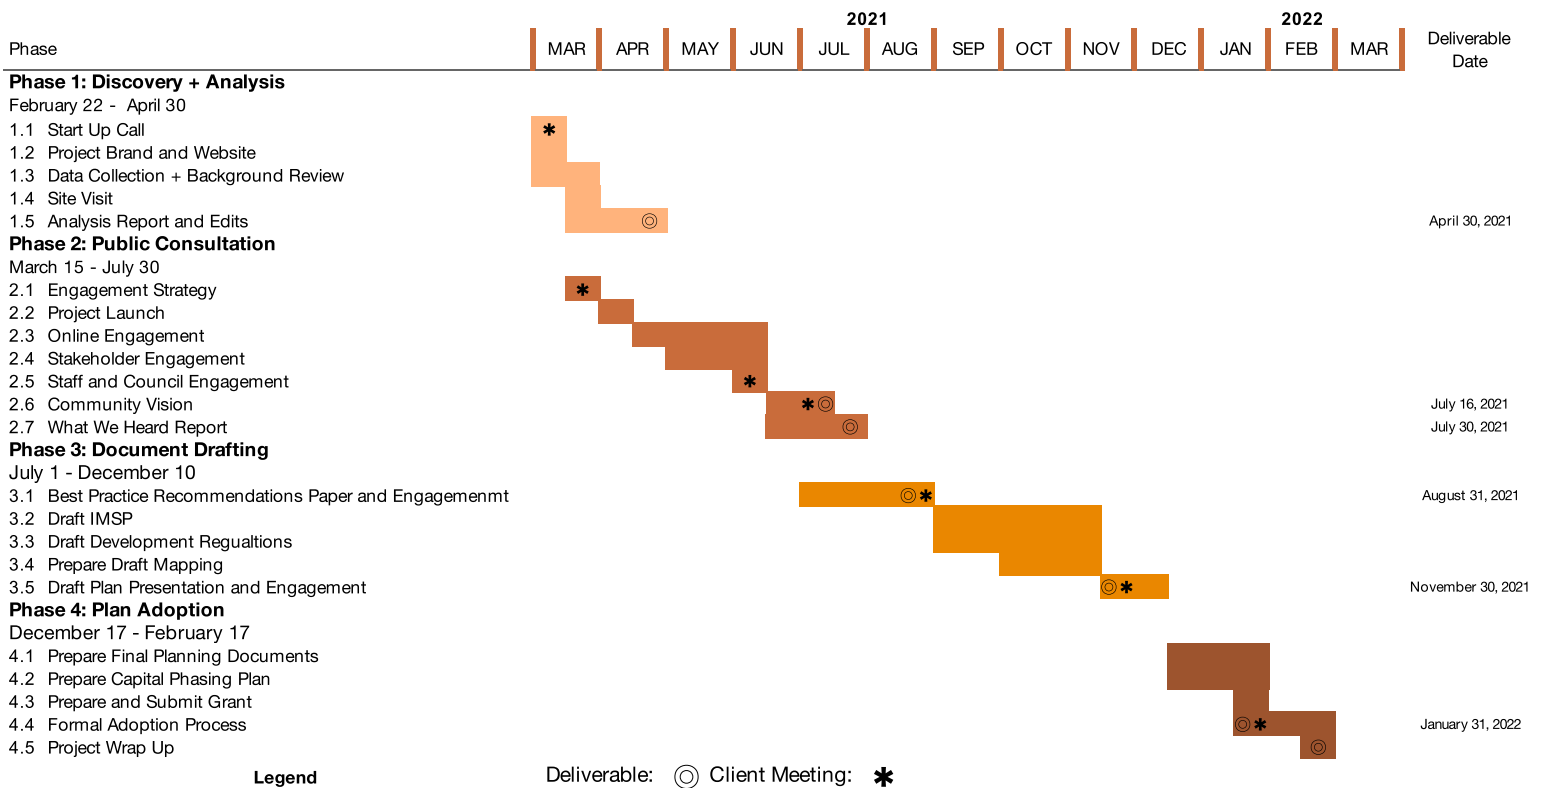 2021 2022
Phase MAR APR MAY JUN JUL AUG SEP OCT NOV DEC JAN FEB MAR Deliverable Date
Phase 1: Discovery + Analysis
February 22 - April 30
1.1 Start Up Call
1.2 Project Brand and Website
1.3 Data Collection + Background Review
1.4 Site Visit
1.5 Analysis Report and Edits April 30, 2021
Phase 2: Public Consultation
March 15 - July 30
2.1 Engagement Strategy
2.2 Project Launch
2.3 Online Engagement
2.4 Stakeholder Engagement
2.5 Staff and Council Engagement
2.6 Community Vision July 16, 2021
2.7 What We Heard Report July 30, 2021
Phase 3: Document Drafting
July 1 - December 10
3.1 Best Practice Recommendations Paper and Engagemenmt August 31, 2021
3.2 Draft IMSP
3.3 Draft Development Regualtions
3.4 Prepare Draft Mapping
3.5 Draft Plan Presentation and Engagement November 30, 2021
Phase 4: Plan Adoption
December 17 - February 17
4.1 Prepare Final Planning Documents
4.2 Prepare Capital Phasing Plan
4.3 Prepare and Submit Grant
4.4 Formal Adoption Process January 31, 2022
4.5 Project Wrap Up
Legend Deliverable: ◎ Client Meeting: ✱